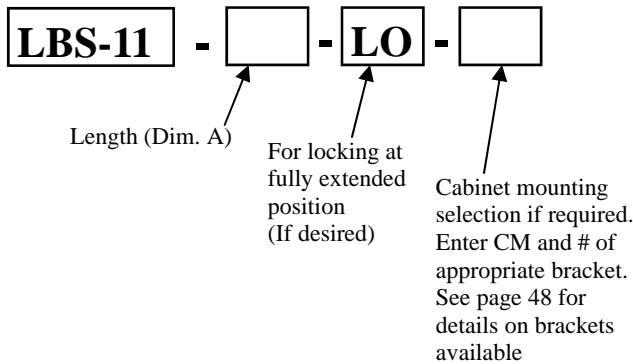 LBS-11 - - LO -
Length (Dim. A)
For locking at
fully extended
position
(If desired)
Cabinet mounting
selection if required.
Enter CM and # of
appropriate bracket.
See page 48 for
details on brackets
available